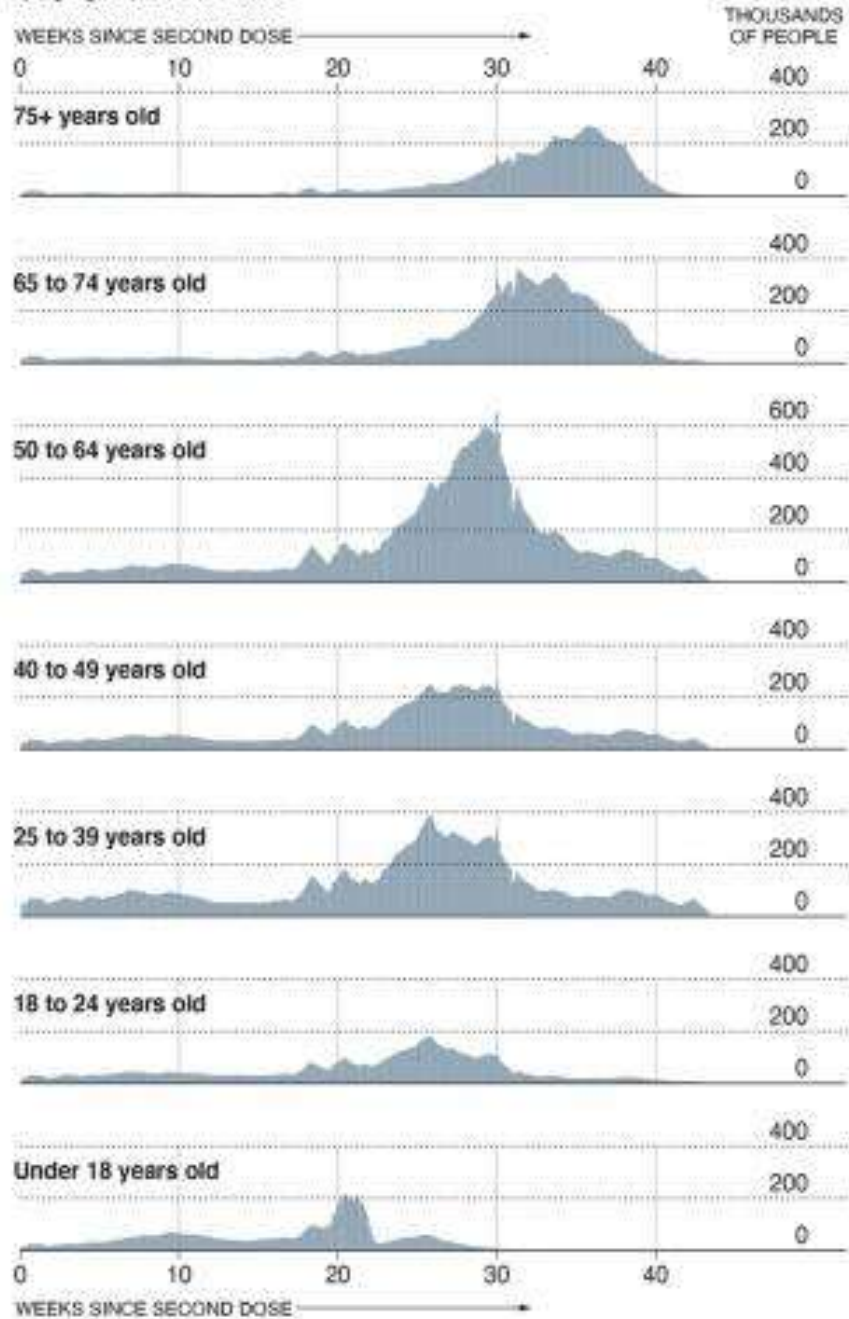 WEEKS SINCE SECOND DOSE
THOUSANDS
OF PEOPLE
0 10 20 30 40
400
75+ years old
200
0
400
65 to 74 years old
200
0
600
50 to 64 years old
400
200
0
400
40 to 49 years old
200
0
400
25 to 39 years old
200
0
400
18 to 24 years old
200
0
400
Under 18 years old
200
0
0 10 20 30 40
WEEKS SINCE SECOND DOSE